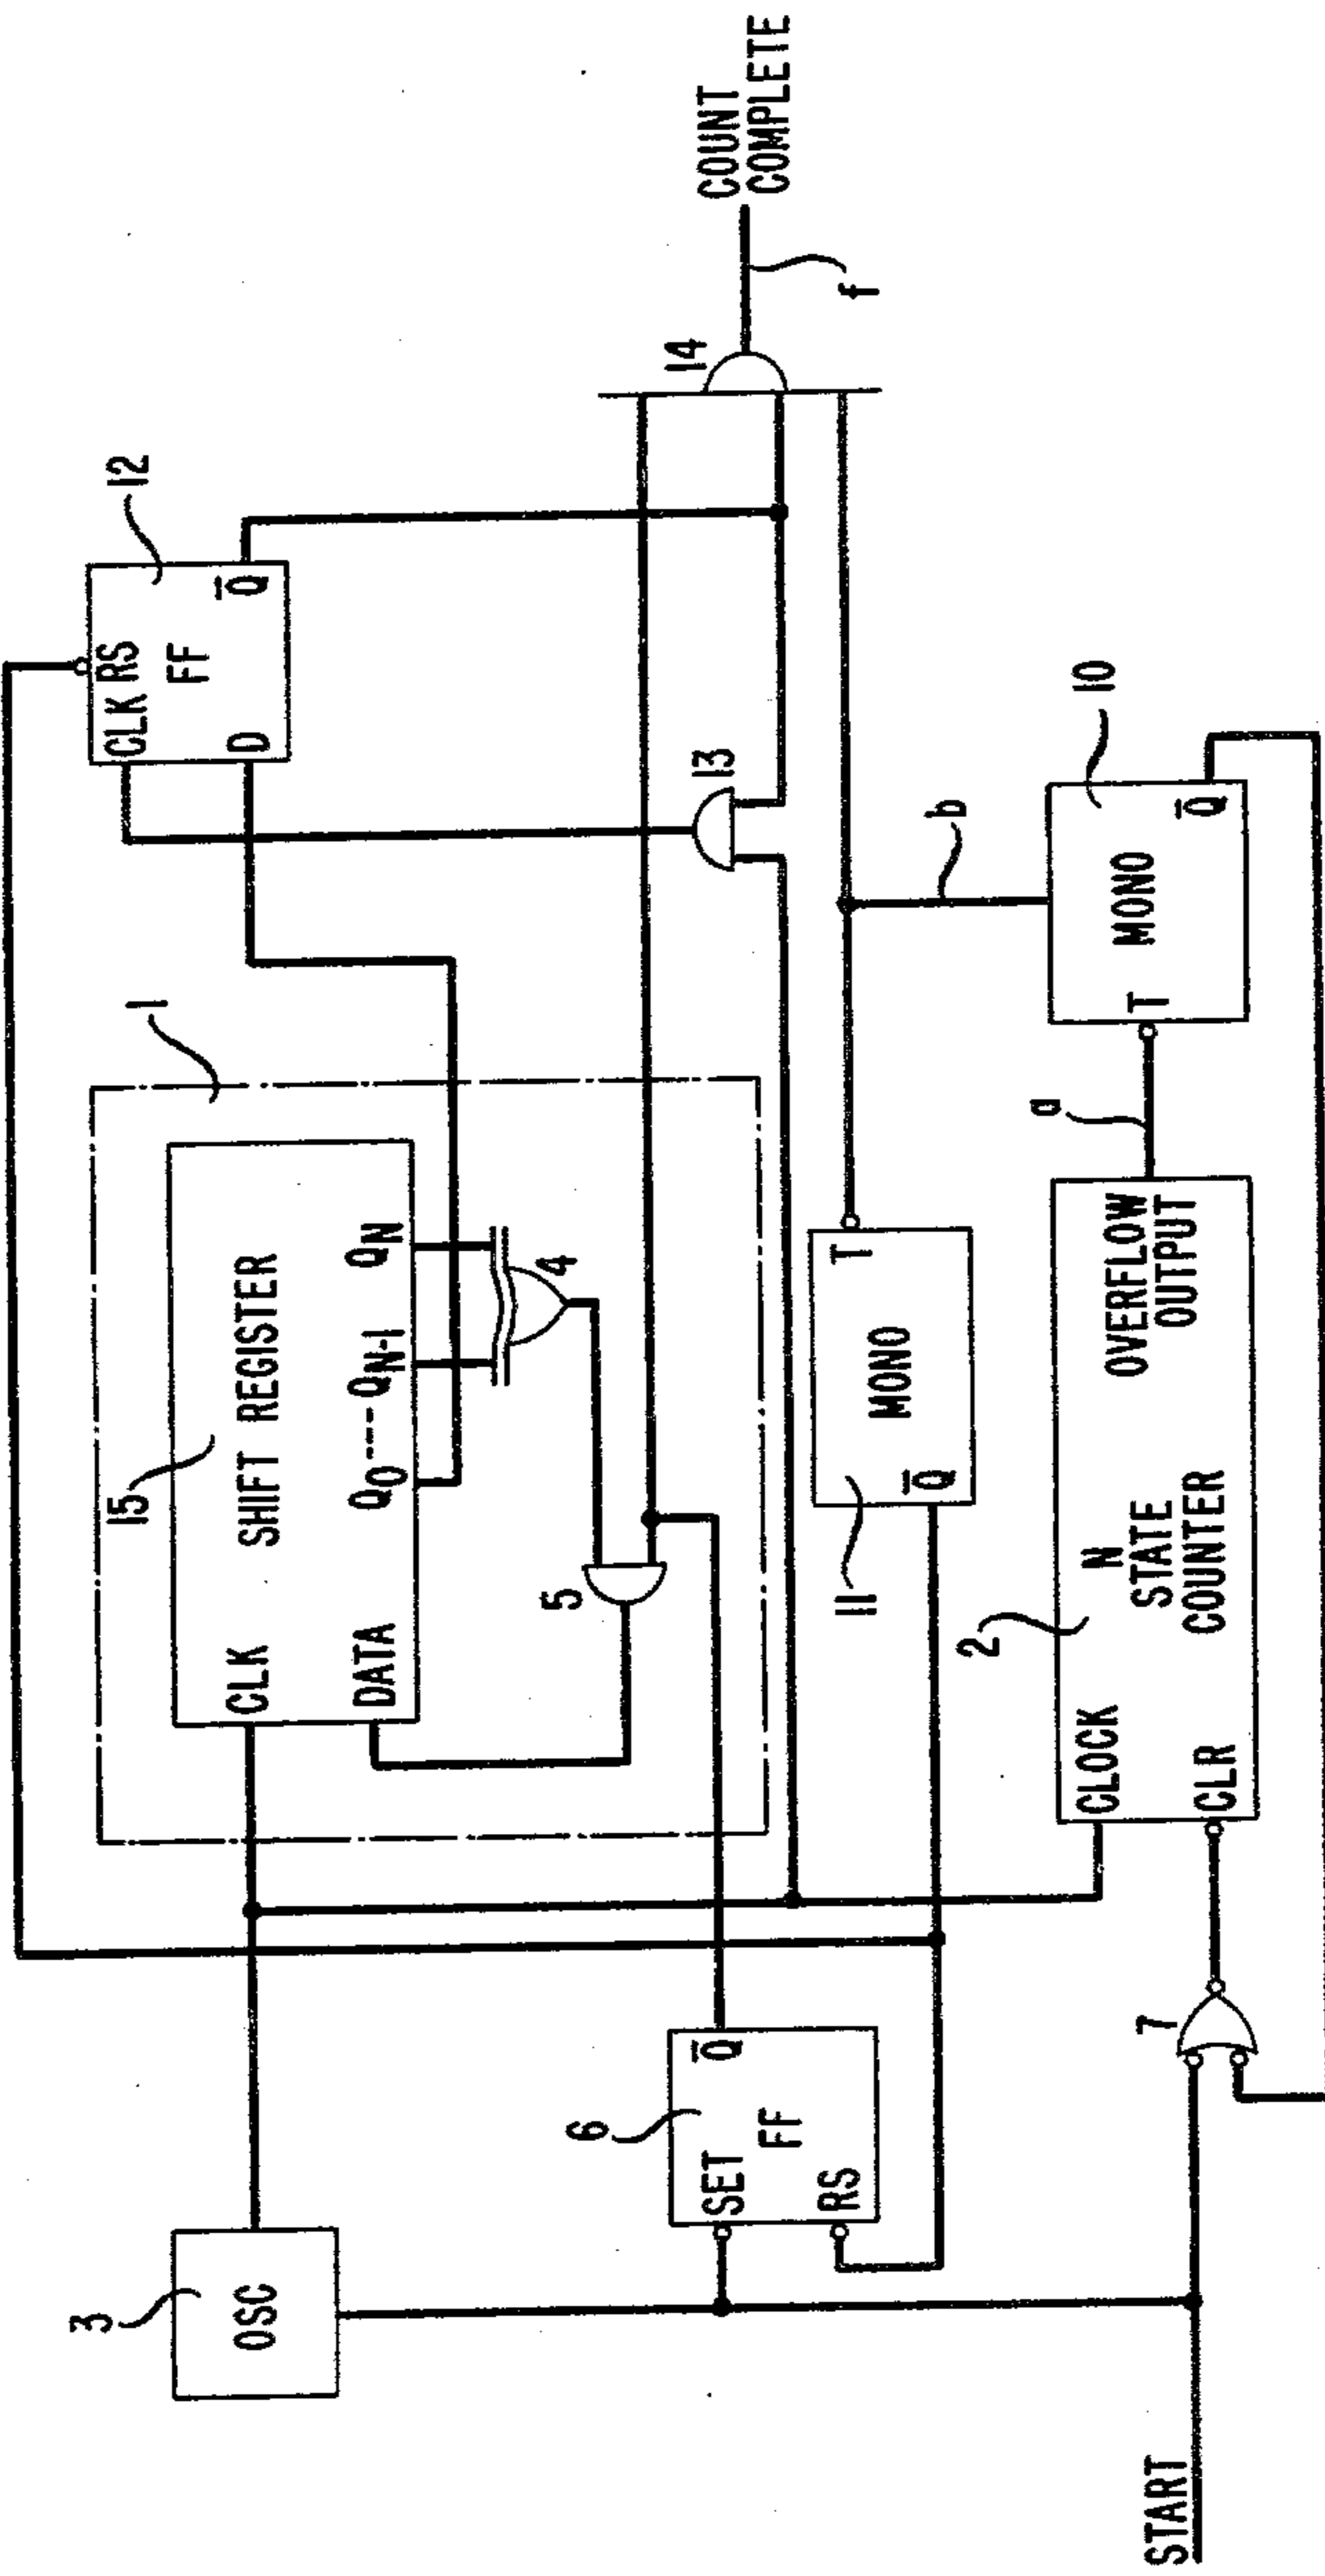 3
OSC
START
6
SET
Q̅
FF
RS
7
1
15
CLK
SHIFT REGISTER
DATA
Q0----QN-1 QN
4
5
2
CLOCK
CLR
N
STATE
COUNTER
OVERFLOW
OUTPUT
11
Q̅
MONO
T
a
T
MONO
Q̅
10
b
12
CLK RS
FF
D
Q̅
13
14
f
COUNT
COMPLETE